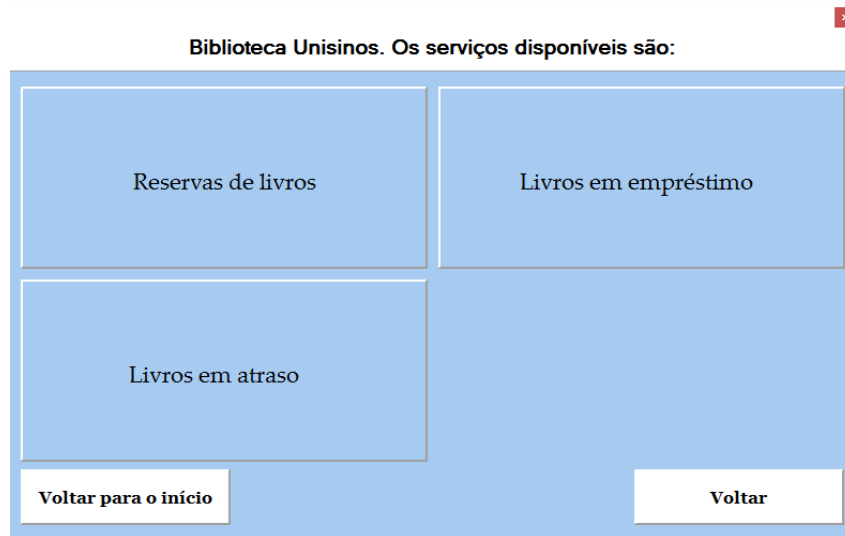 Biblioteca Unisinos. Os serviços disponíveis são:
Reservas de livros
Livros em empréstimo
Livros em atraso
Voltar para o início
Voltar